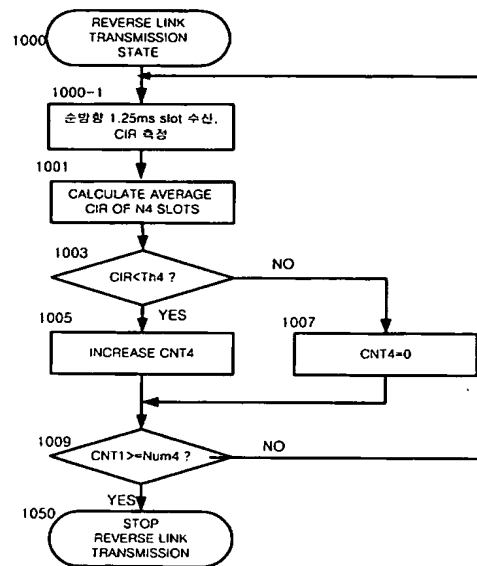 1000
REVERSE LINK
TRANSMISSION
STATE
1000-1
순방향 1.25ms slot 수신,
CIR 측정
1001
CALCULATE AVERAGE
CIR OF N4 SLOTS
1003
CIR<Th4 ?
NO
YES
1005
INCREASE CNT4
1007
CNT4=0
1009
CNT1>=Num4 ?
NO
YES
1050
STOP
REVERSE LINK
TRANSMISSION